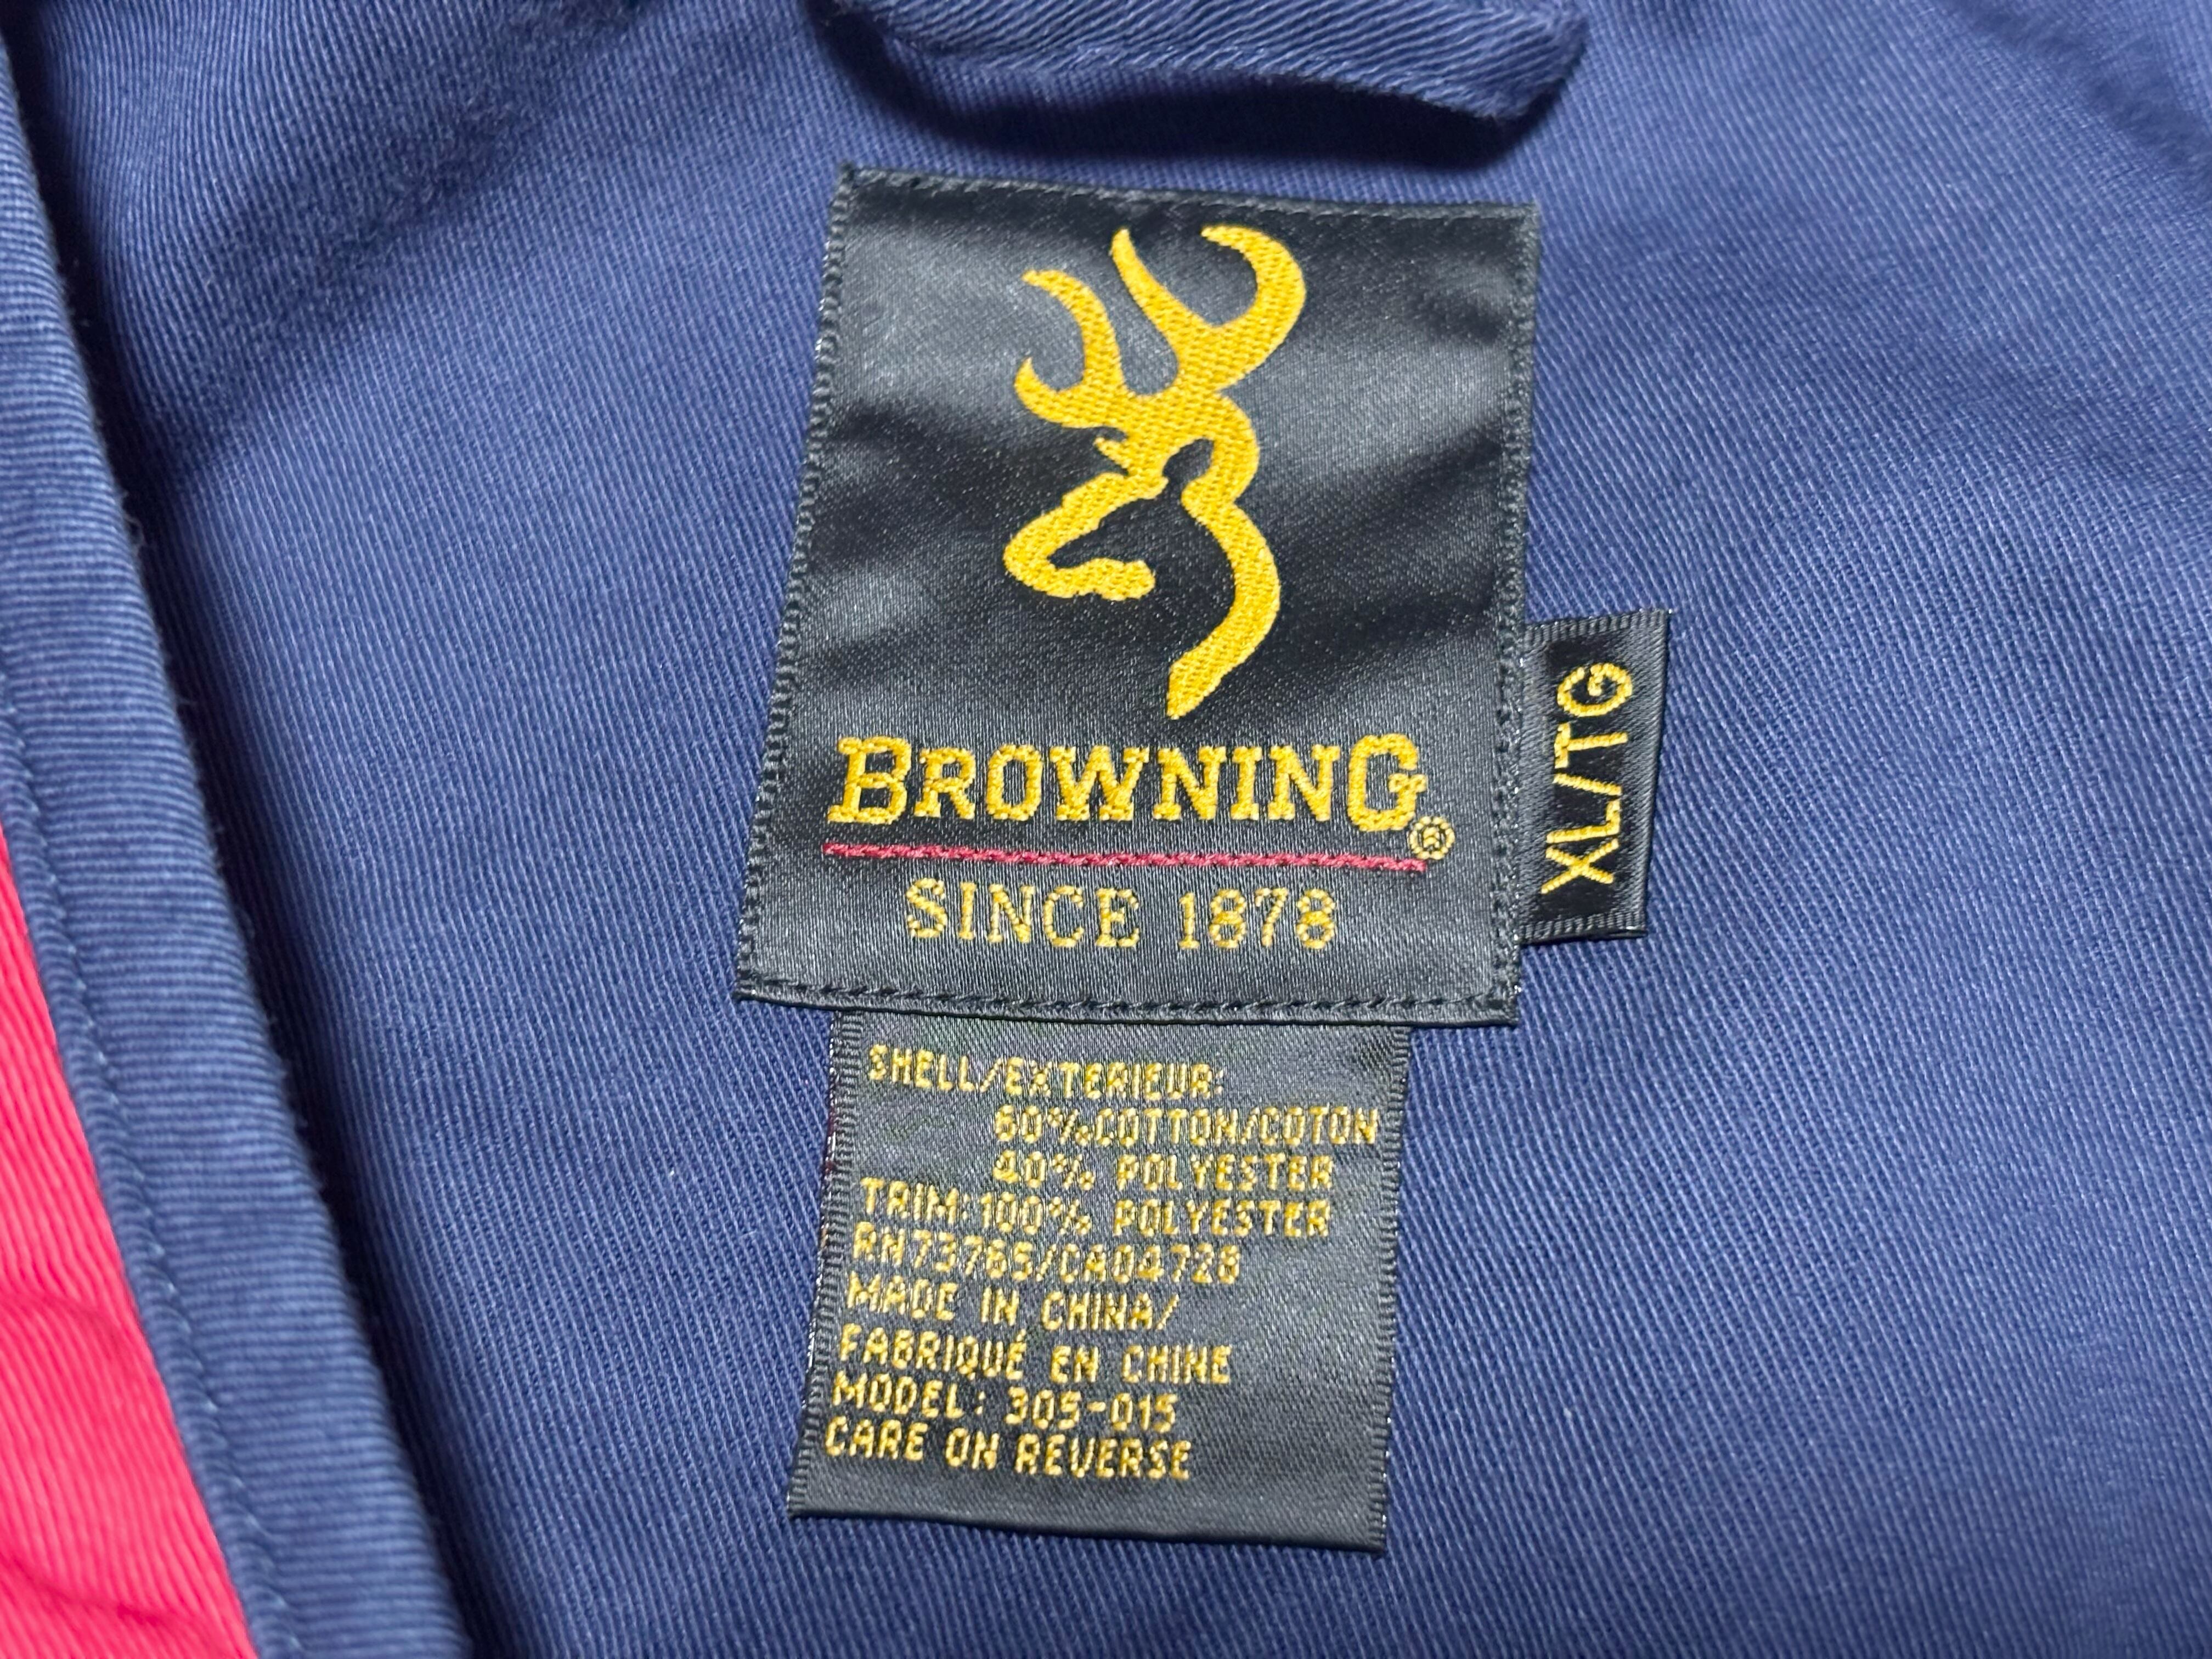 BROWNING®
SINCE 1878
XL/TG
SHELL/EXTERIEUR:
60%COTTON/COTON
40% POLYESTER
TRIM:100% POLYESTER
RN73765/CA04728
MADE IN CHINA/
FABRIQUÉ EN CHINE
MODEL: 305-015
CARE ON REVERSE